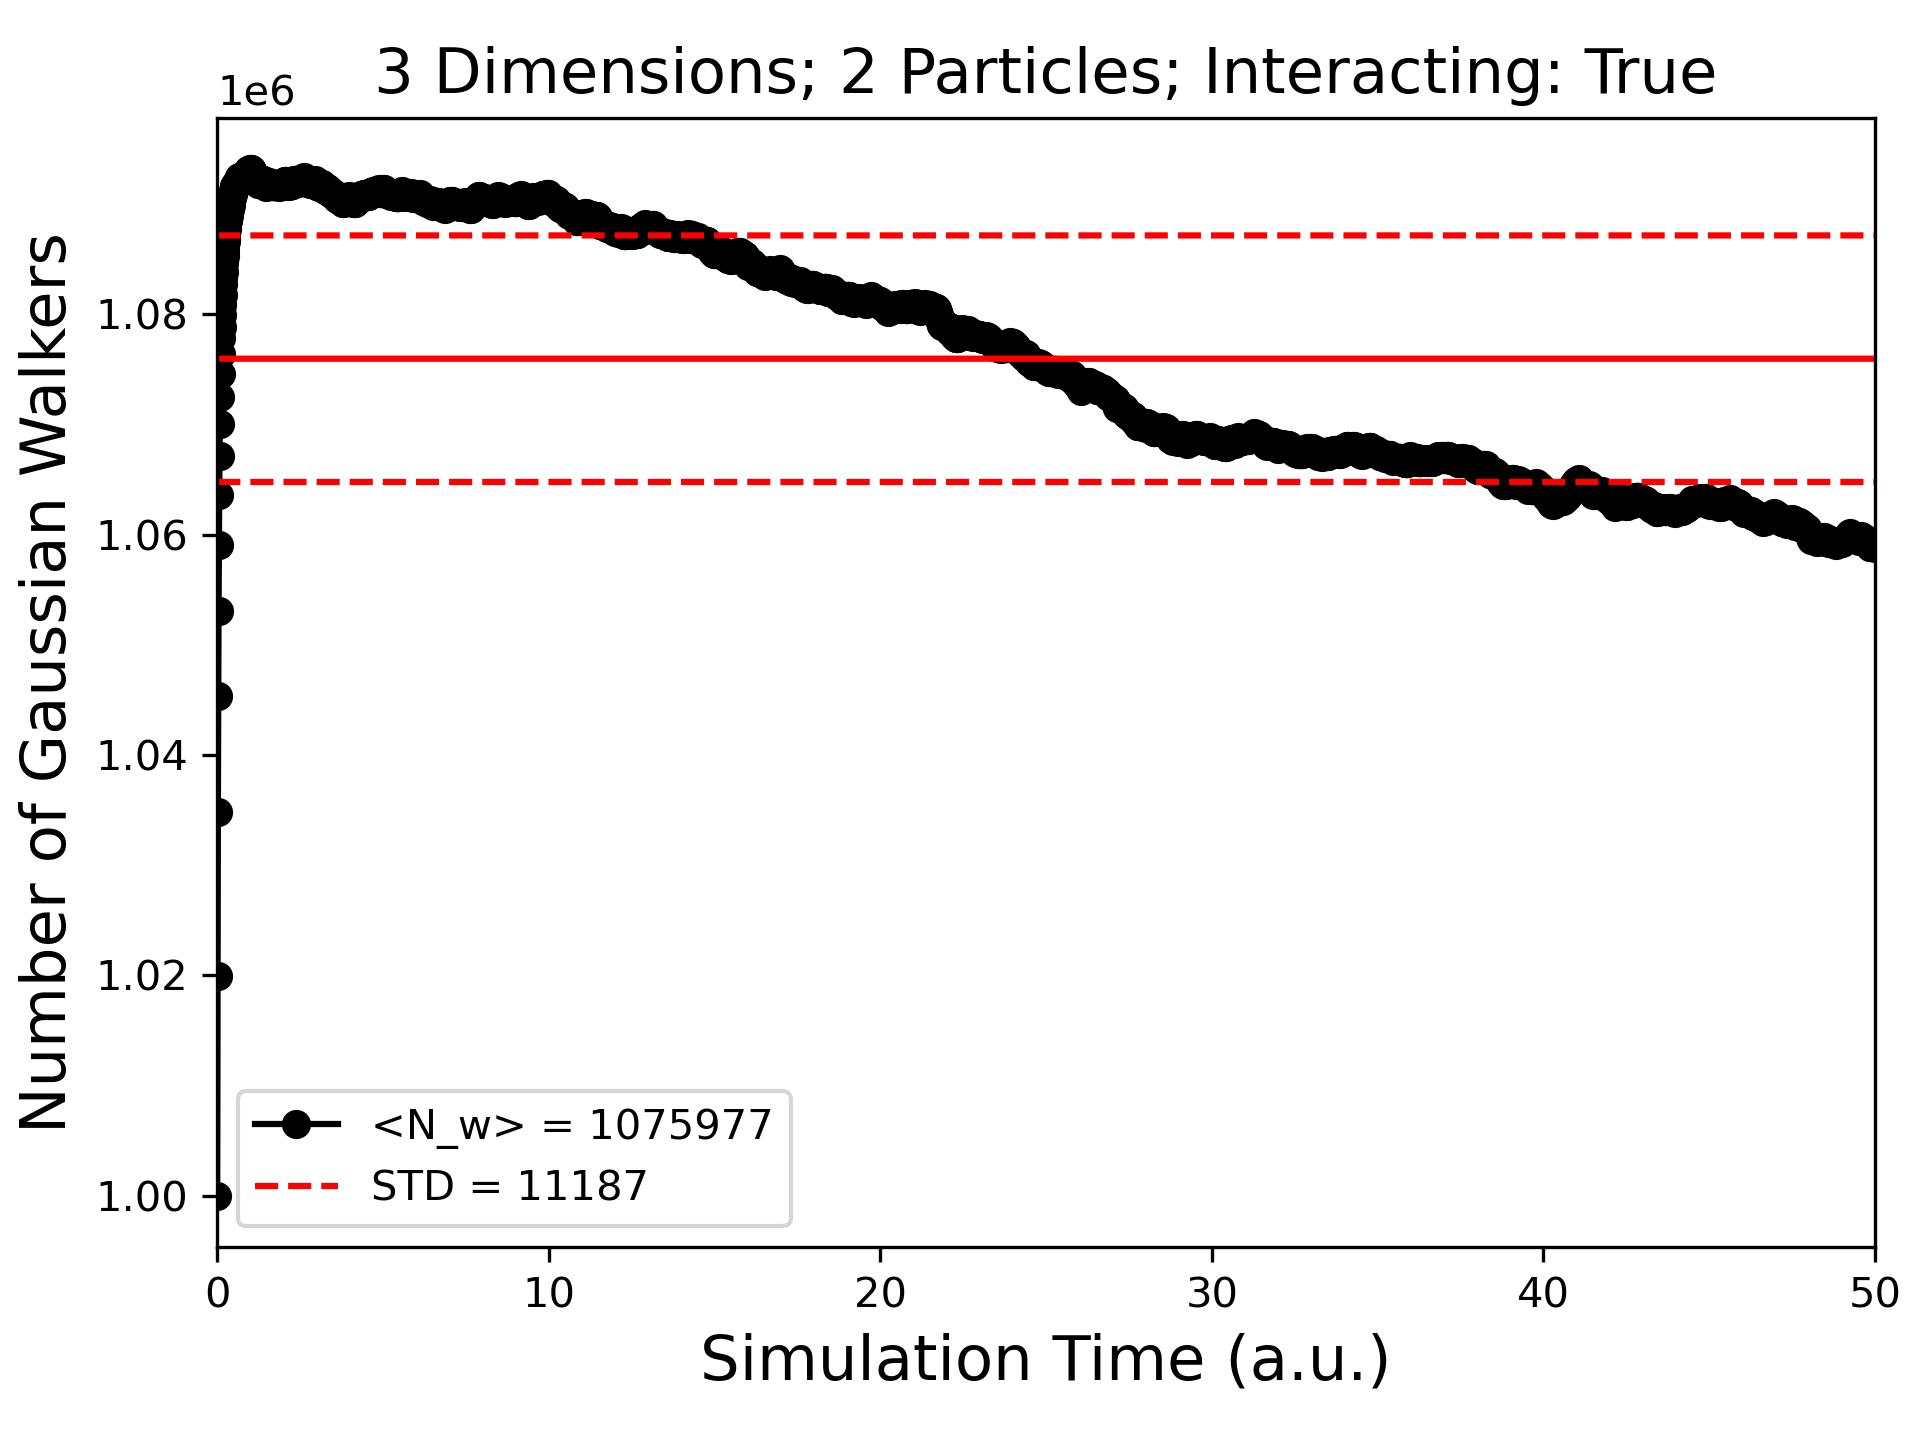 3 Dimensions; 2 Particles; Interacting: True
1e6
Number of Gaussian Walkers
1.08
1.06
1.04
1.02
1.00
<N_w> = 1075977
STD = 11187
0 10 20 30 40 50
Simulation Time (a.u.)